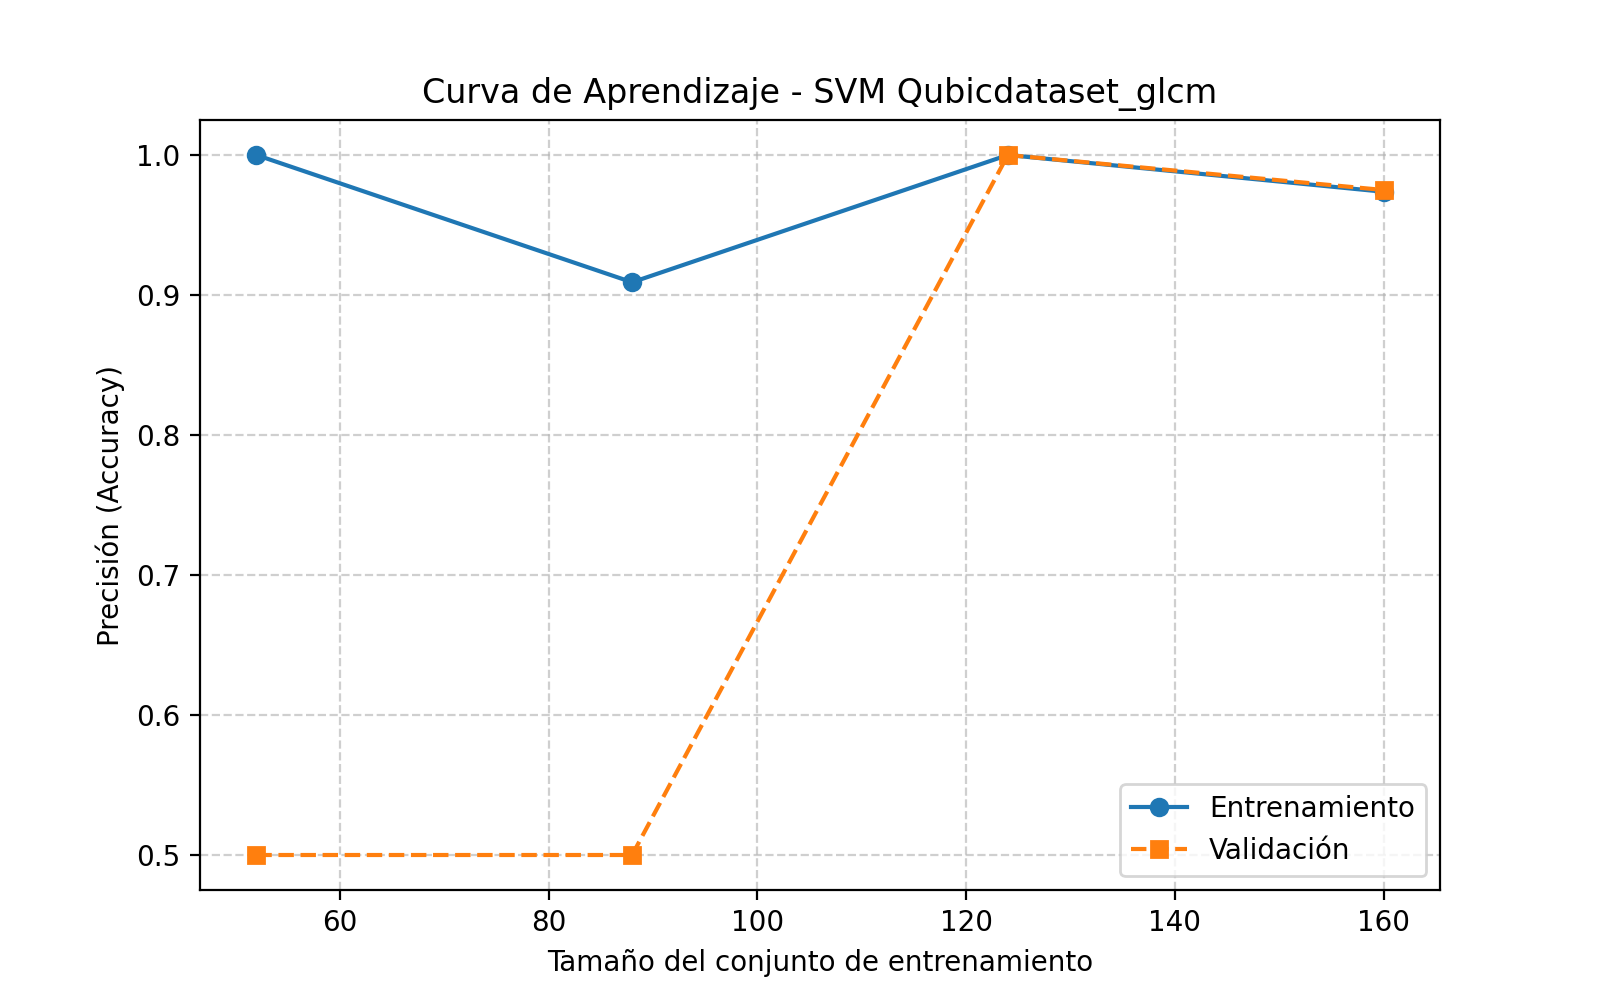 Curva de Aprendizaje - SVM Qubicdataset_glcm
1.0
0.9
0.8
0.7
0.6
0.5
Precisión (Accuracy)
60
80
100
120
140
160
Tamaño del conjunto de entrenamiento
Entrenamiento
Validación